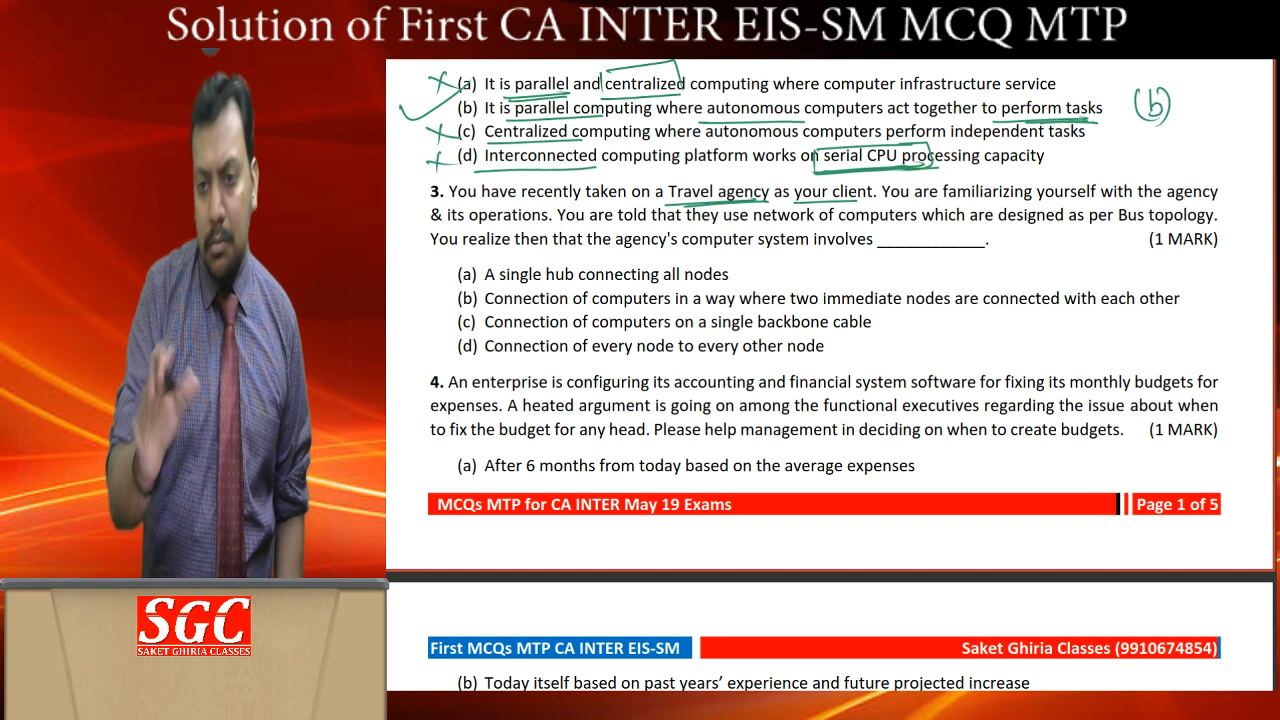 Solution of First CA INTER EIS-SM MCQ MTP
(a) It is parallel and centralized computing where computer infrastructure service
(b) It is parallel computing where autonomous computers act together to perform tasks (b)
(c) Centralized computing where autonomous computers perform independent tasks
(d) Interconnected computing platform works on serial CPU processing capacity
3. You have recently taken on a Travel agency as your client. You are familiarizing yourself with the agency
& its operations. You are told that they use network of computers which are designed as per Bus topology.
You realize then that the agency's computer system involves ____________. (1 MARK)
(a) A single hub connecting all nodes
(b) Connection of computers in a way where two immediate nodes are connected with each other
(c) Connection of computers on a single backbone cable
(d) Connection of every node to every other node
4. An enterprise is configuring its accounting and financial system software for fixing its monthly budgets for
expenses. A heated argument is going on among the functional executives regarding the issue about when
to fix the budget for any head. Please help management in deciding on when to create budgets. (1 MARK)
(a) After 6 months from today based on the average expenses
MCQs MTP for CA INTER May 19 Exams Page 1 of 5
SGC
SAKET GHIRIA CLASSES
First MCQs MTP CA INTER EIS-SM Saket Ghiria Classes (9910674854)
(b) Today itself based on past years’ experience and future projected increase